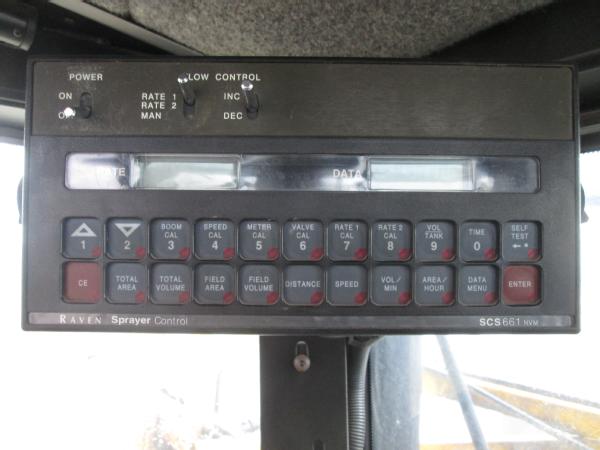 POWER
ON
OFF
FLOW CONTROL
RATE 1
RATE 2
MAN
INC
DEC
RATE
DATA
1
2
BOOM CAL 3
SPEED CAL 4
METER CAL 5
VALVE CAL 6
RATE 1 CAL 7
RATE 2 CAL 8
VOL TANK 9
TIME 0
SELF TEST
CE
TOTAL AREA
TOTAL VOLUME
FIELD AREA
FIELD VOLUME
DISTANCE
SPEED
VOL/MIN
AREA/HOUR
DATA MENU
ENTER
RAVEN Sprayer Control
SCS661 NVM